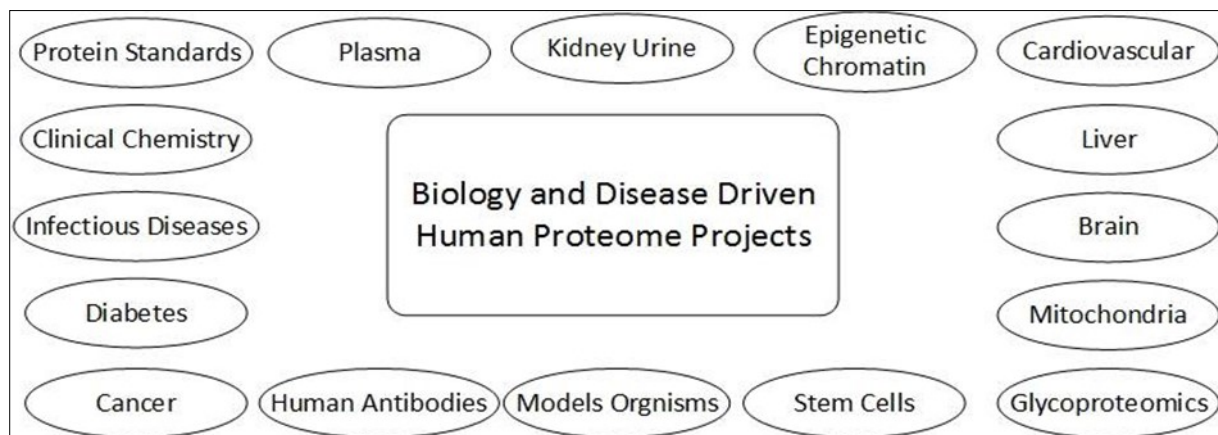 Protein Standards
Plasma
Kidney Urine
Epigenetic
Chromatin
Cardiovascular
Clinical Chemistry
Liver
Biology and Disease Driven
Human Proteome Projects
Infectious Diseases
Brain
Diabetes
Mitochondria
Cancer
Human Antibodies
Models Orgnisms
Stem Cells
Glycoproteomics